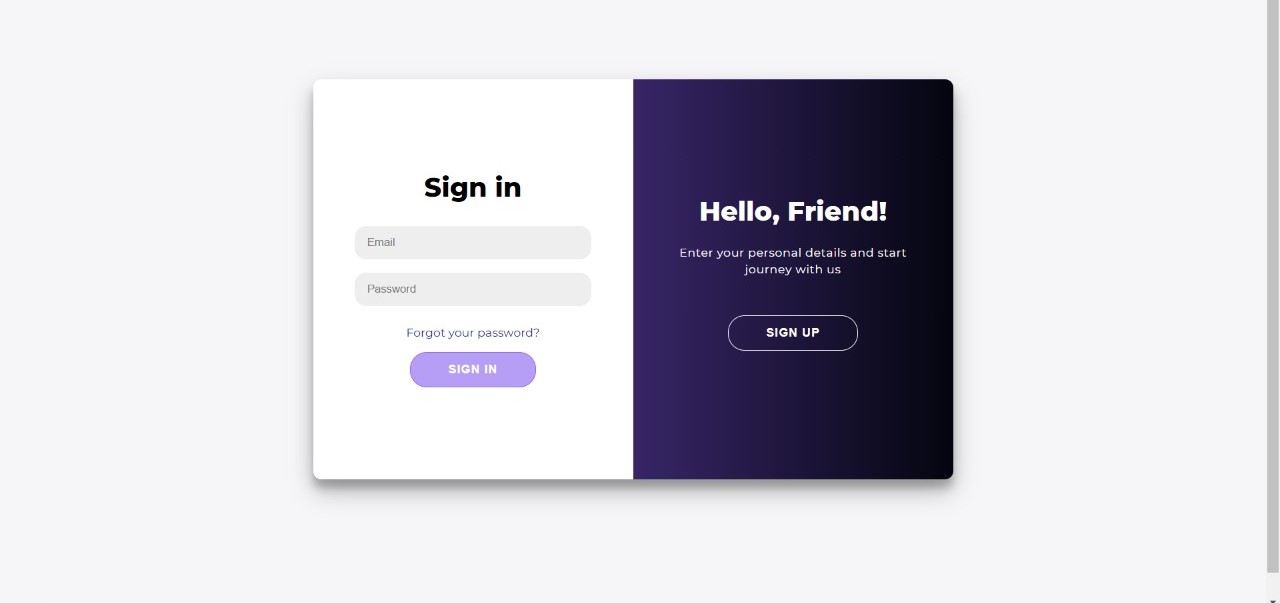 Sign in
Email
Password
Forgot your password?
SIGN IN
Hello, Friend!
Enter your personal details and start
journey with us
SIGN UP